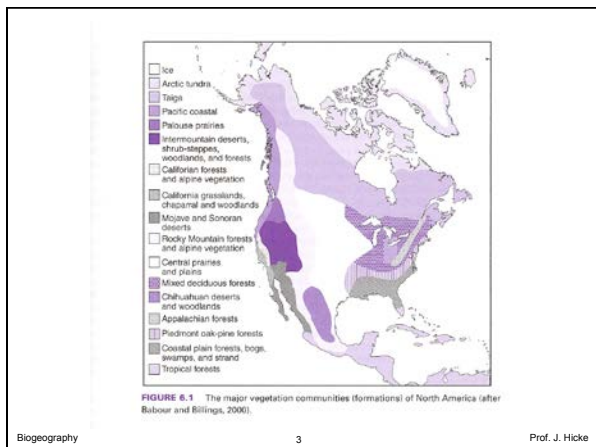 Ice
Arctic tundra
Taiga
Pacific coastal
Palouse prairies
Intermountain deserts,
shrub-steppes,
woodlands, and forests
Californian forests
and alpine vegetation
California grasslands,
chaparral and woodlands
Mojave and Sonoran
deserts
Rocky Mountain forests
and alpine vegetation
Central prairies
and plains
Mixed deciduous forests
Chihuahuan deserts
and woodlands
Appalachian forests
Piedmont oak-pine forests
Coastal plain forests, bogs,
swamps, and strand
Tropical forests
FIGURE 6.1 The major vegetation communities (formations) of North America (after
Babour and Billings, 2000).
Biogeography 3 Prof. J. Hicke